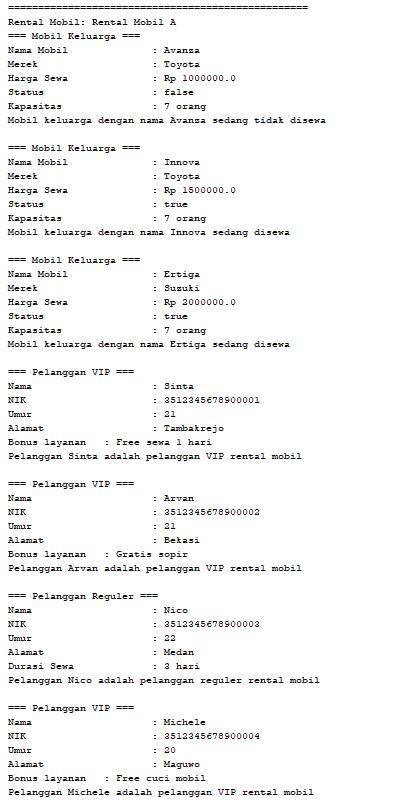 ==================================================
Rental Mobil: Rental Mobil A
=== Mobil Keluarga ===
Nama Mobil : Avanza
Merek : Toyota
Harga Sewa : Rp 1000000.0
Status : false
Kapasitas : 7 orang
Mobil keluarga dengan nama Avanza sedang tidak disewa
=== Mobil Keluarga ===
Nama Mobil : Innova
Merek : Toyota
Harga Sewa : Rp 1500000.0
Status : true
Kapasitas : 7 orang
Mobil keluarga dengan nama Innova sedang disewa
=== Mobil Keluarga ===
Nama Mobil : Ertiga
Merek : Suzuki
Harga Sewa : Rp 2000000.0
Status : true
Kapasitas : 7 orang
Mobil keluarga dengan nama Ertiga sedang disewa
=== Pelanggan VIP ===
Nama : Sinta
NIK : 3512345678900001
Umur : 21
Alamat : Tambakrejo
Bonus layanan : Free sewa 1 hari
Pelanggan Sinta adalah pelanggan VIP rental mobil
=== Pelanggan VIP ===
Nama : Arvan
NIK : 3512345678900002
Umur : 21
Alamat : Bekasi
Bonus layanan : Gratis sopir
Pelanggan Arvan adalah pelanggan VIP rental mobil
=== Pelanggan Reguler ===
Nama : Nico
NIK : 3512345678900003
Umur : 22
Alamat : Medan
Durasi Sewa : 3 hari
Pelanggan Nico adalah pelanggan reguler rental mobil
=== Pelanggan VIP ===
Nama : Michele
NIK : 3512345678900004
Umur : 20
Alamat : Maguwo
Bonus layanan : Free cuci mobil
Pelanggan Michele adalah pelanggan VIP rental mobil